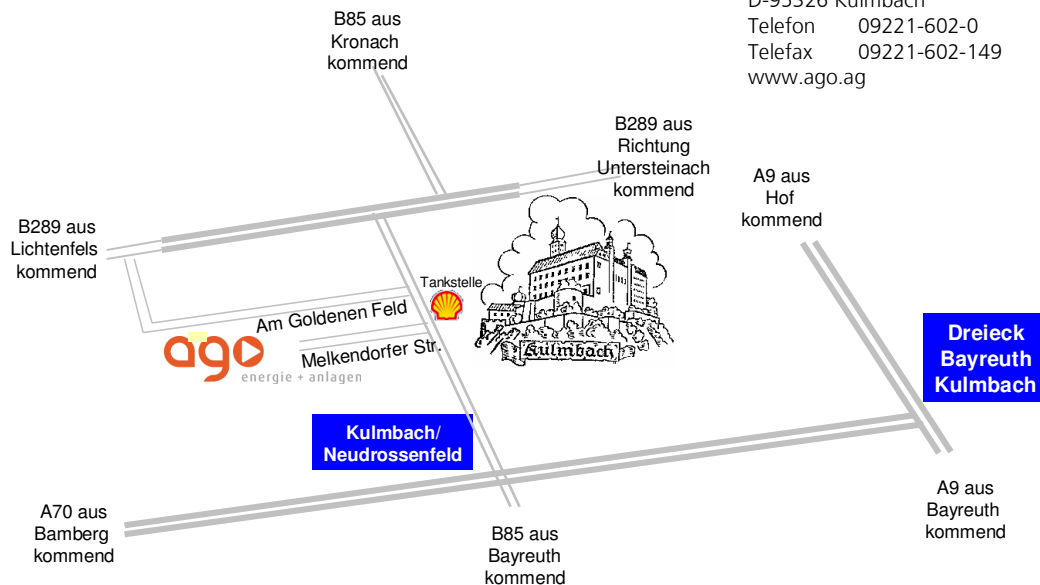 D-95326 Kulmbach
Telefon 09221-602-0
Telefax 09221-602-149
www.ago.ag
B85 aus
Kronach
kommend
B289 aus
Richtung
Untersteinach
kommend
A9 aus
Hof
kommend
B289 aus
Lichtenfels
kommend
Tankstelle
Am Goldenen Feld
Melkendorfer Str.
ago
energie + anlagen
Kulmbach
Dreieck
Bayreuth
Kulmbach
Kulmbach/
Neudrossenfeld
A70 aus
Bamberg
kommend
B85 aus
Bayreuth
kommend
A9 aus
Bayreuth
kommend